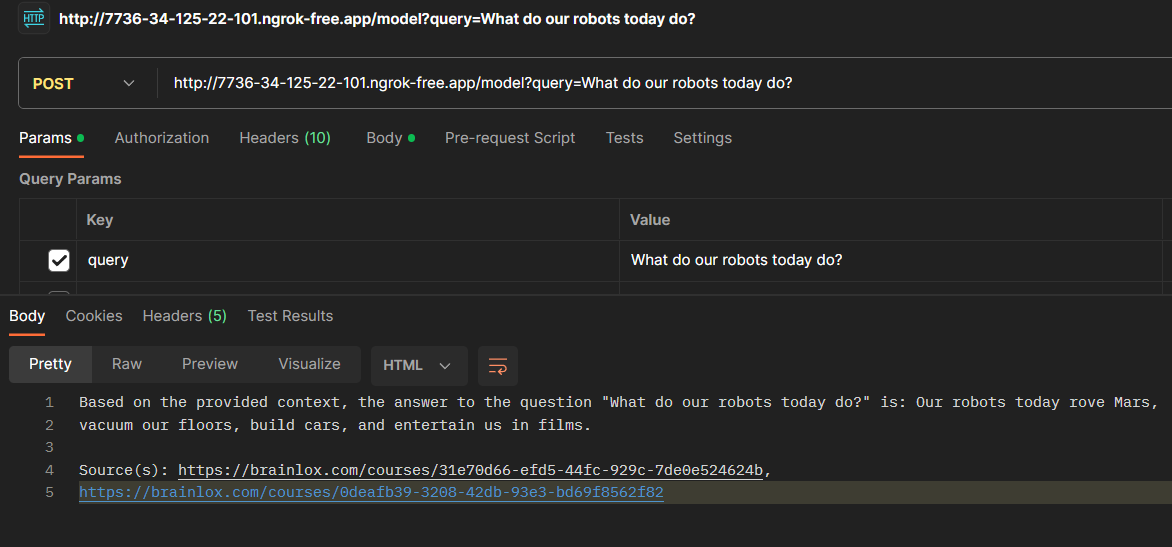 HTTP http://7736-34-125-22-101.ngrok-free.app/model?query=What do our robots today do?
POST http://7736-34-125-22-101.ngrok-free.app/model?query=What do our robots today do?
Params Authorization Headers (10) Body Pre-request Script Tests Settings
Query Params
Key Value
query What do our robots today do?
Body Cookies Headers (5) Test Results
Pretty Raw Preview Visualize HTML
1 Based on the provided context, the answer to the question "What do our robots today do?" is: Our robots today rove Mars,
2 vacuum our floors, build cars, and entertain us in films.
3
4 Source(s): https://brainlox.com/courses/31e70d66-efd5-44fc-929c-7de0e524624b,
5 https://brainlox.com/courses/0deafb39-3208-42db-93e3-bd69f8562f82